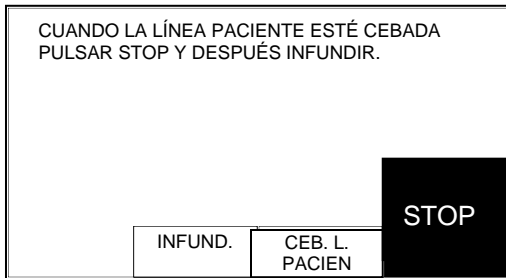 CUANDO LA LÍNEA PACIENTE ESTÉ CEBADA
PULSAR STOP Y DESPUÉS INFUNDIR.
STOP
INFUND.
CEB. L.
PACIEN